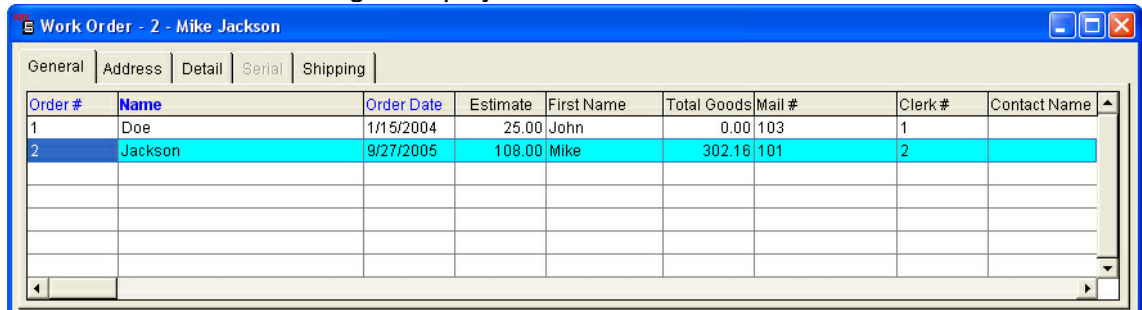 Work Order - 2 - Mike Jackson
General Address Detail Serial Shipping
Order # Name Order Date Estimate First Name Total Goods Mail # Clerk # Contact Name
1 Doe 1/15/2004 25.00 John 0.00 103 1
2 Jackson 9/27/2005 108.00 Mike 302.16 101 2